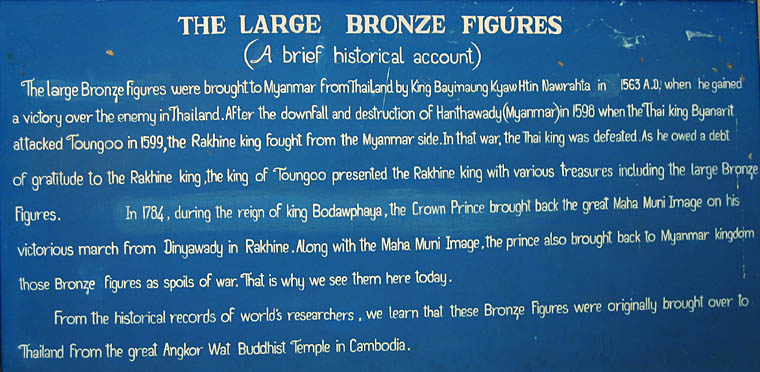 THE LARGE BRONZE FIGURES
(A brief historical account)
The large Bronze Figures were brought to Myanmar from Thailand by King Bayinaung Kyaw Htin Nawrahta in 1563 A.D; when he gained
a victory over the enemy in Thailand. After the downfall and destruction of Hanthawady (Myanmar) in 1598 when the Thai king Byanarit
attacked Toungoo in 1599, the Rakhine king fought from the Myanmar side. In that war, the Thai king was defeated. As he owed a debt
of gratitude to the Rakhine king, the king of Toungoo presented the Rakhine king with various treasures including the large Bronze
Figures. In 1784, during the reign of king Bodawphaya, the Crown Prince brought back the great Maha Muni Image on his
victorious march from Dinyawady in Rakhine. Along with the Maha Muni Image, the prince also brought back to Myanmar kingdom
those Bronze figures as spoils of war. That is why we see them here today.
From the historical records of world's researchers, we learn that these Bronze Figures were originally brought over to
Thailand from the great Angkor Wat Buddhist Temple in Cambodia.